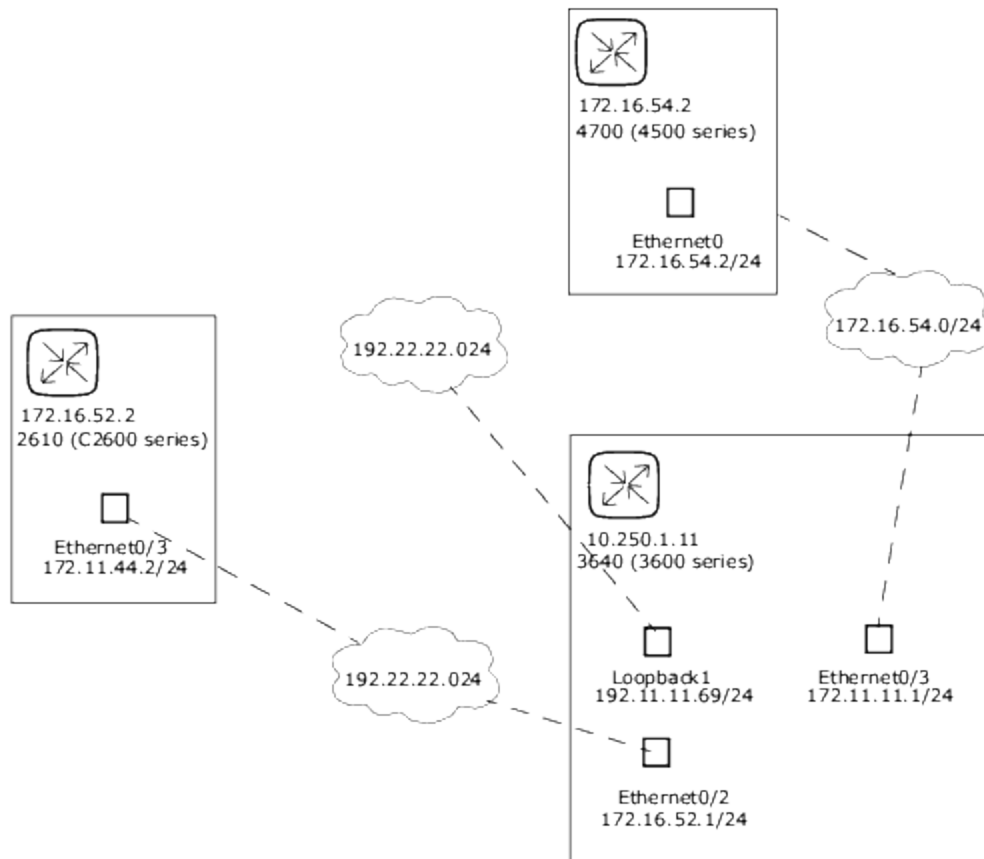 172.16.54.2
4700 (4500 series)
Ethernet0
172.16.54.2/24
172.16.54.0/24
192.22.22.024
172.16.52.2
2610 (C2600 series)
Ethernet0/3
172.11.44.2/24
192.22.22.024
10.250.1.11
3640 (3600 series)
Loopback1
192.11.11.69/24
Ethernet0/3
172.11.11.1/24
Ethernet0/2
172.16.52.1/24